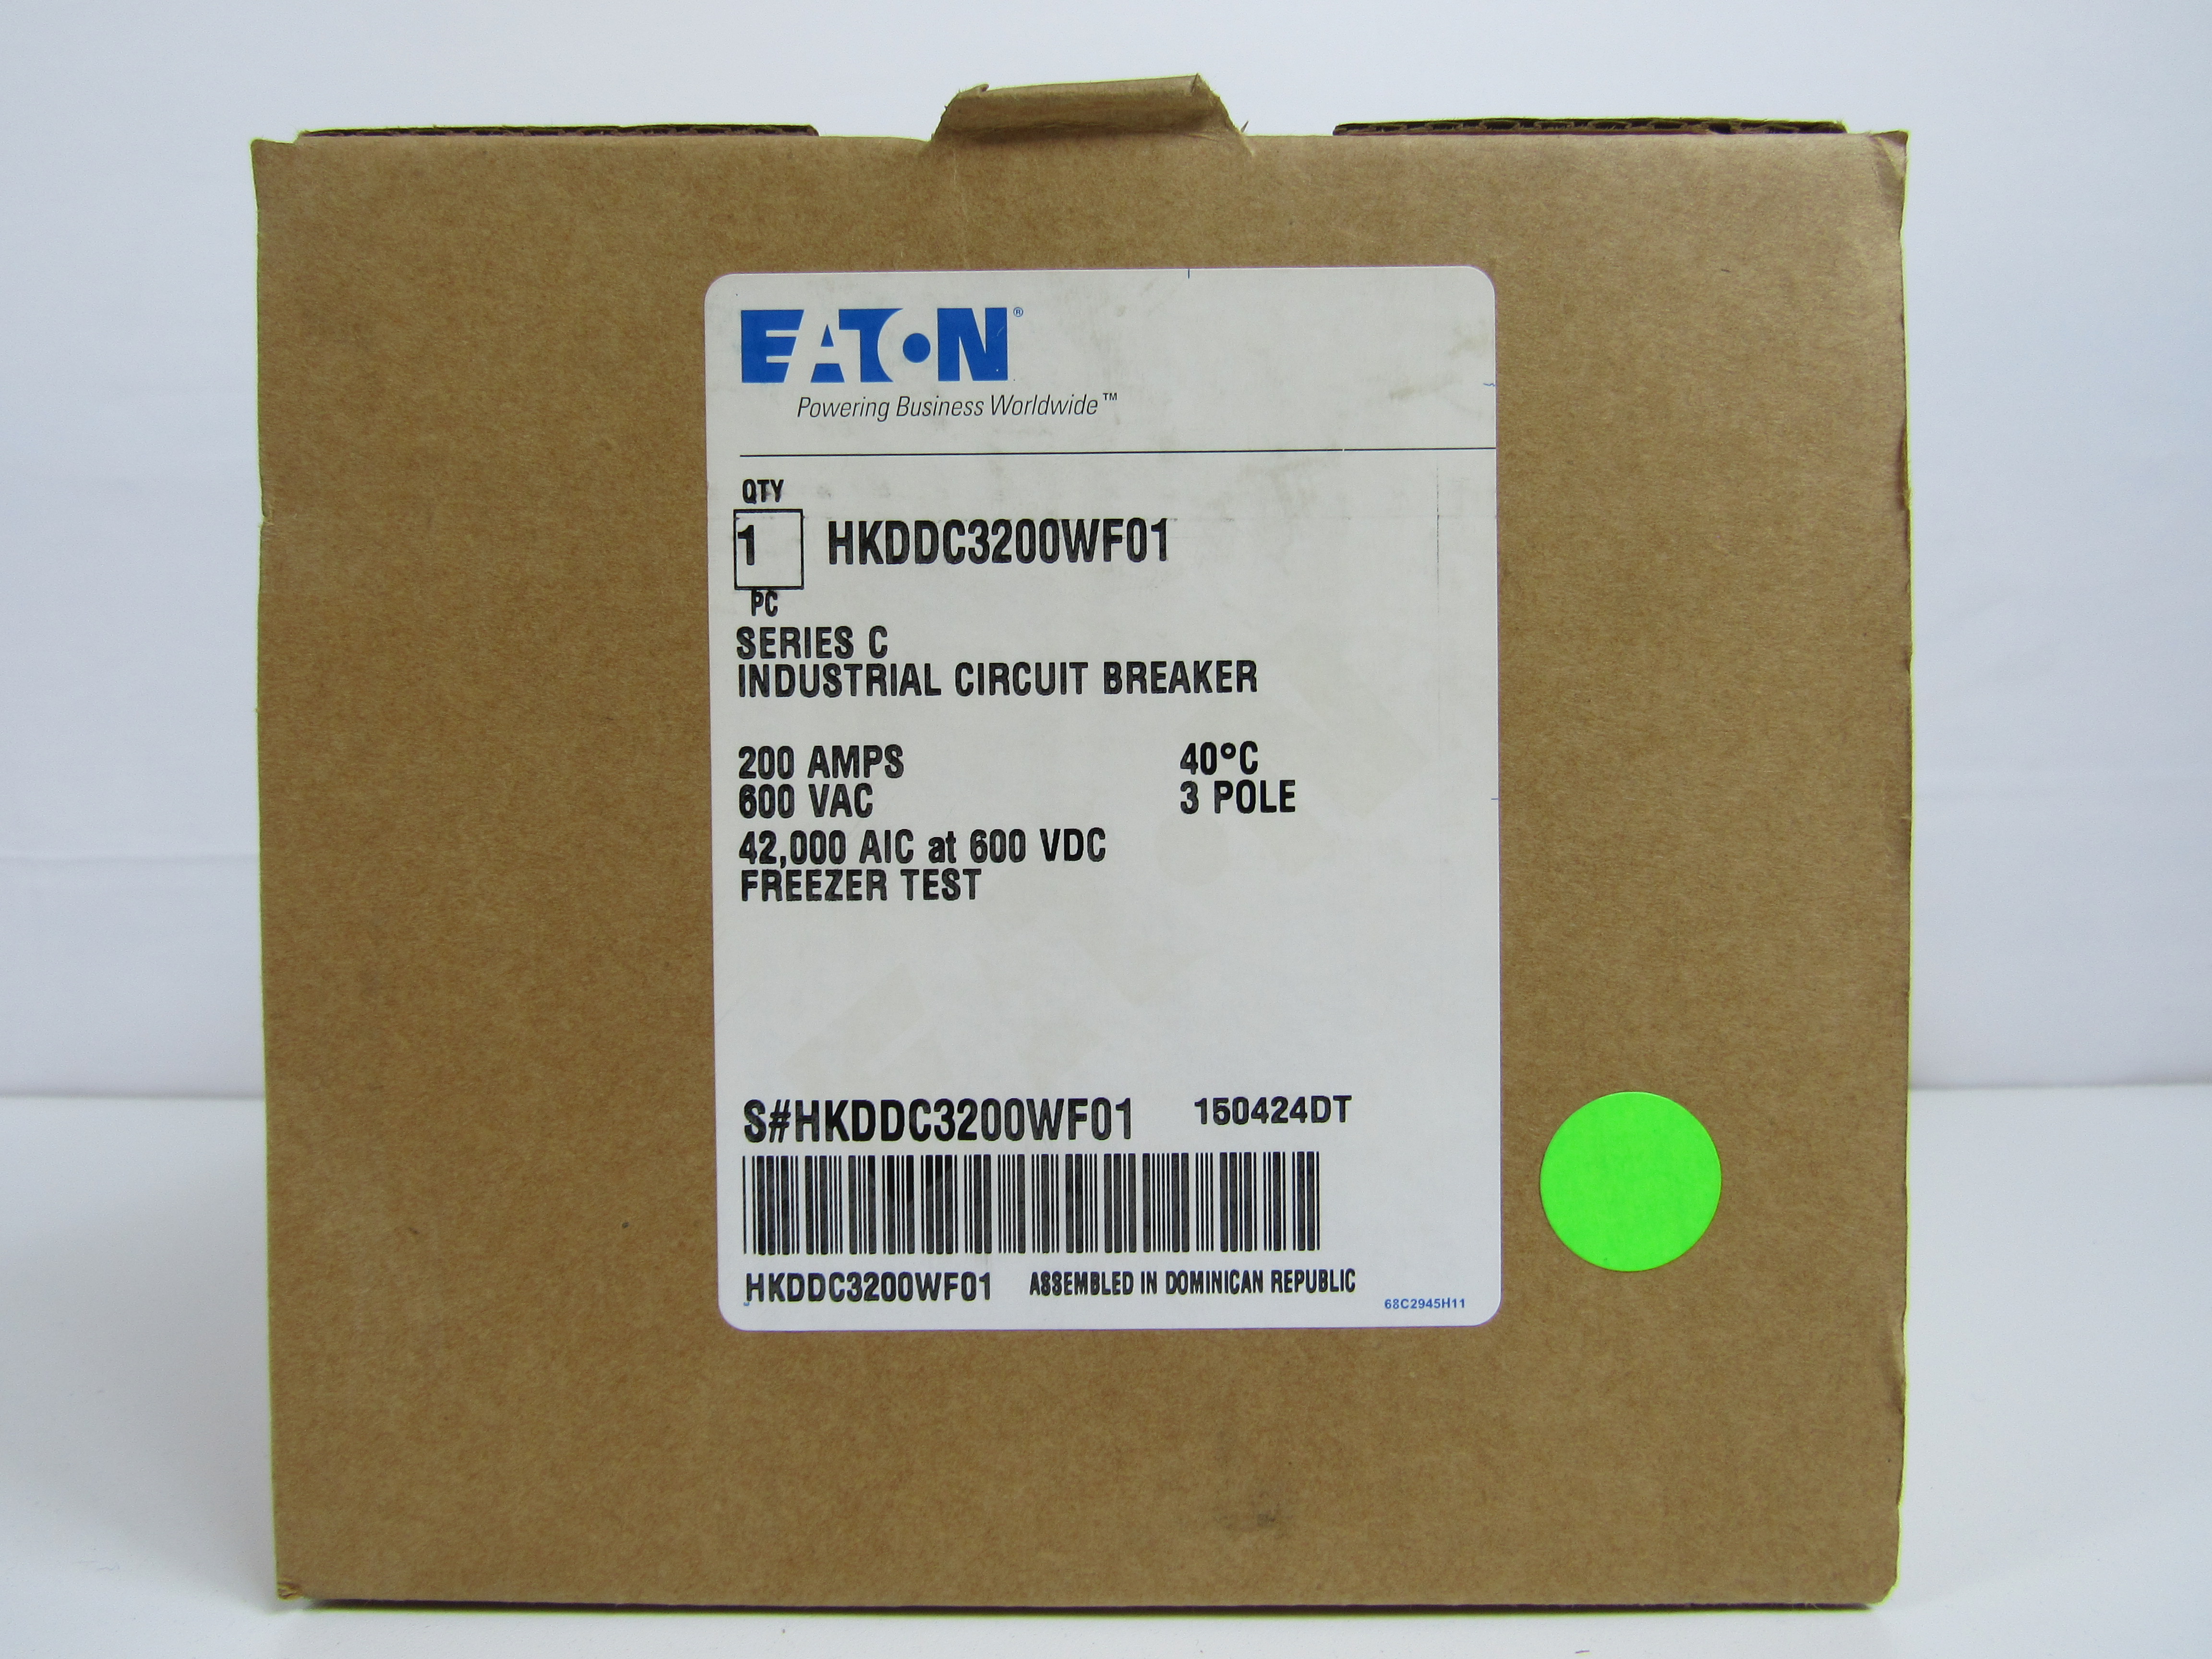 EATON®
Powering Business Worldwide™
QTY
1 HKDDC3200WF01
PC
SERIES C
INDUSTRIAL CIRCUIT BREAKER
200 AMPS 40°C
600 VAC 3 POLE
42,000 AIC at 600 VDC
FREEZER TEST
S#HKDDC3200WF01 150424DT
HKDDC3200WF01 ASSEMBLED IN DOMINICAN REPUBLIC
68C2945H11